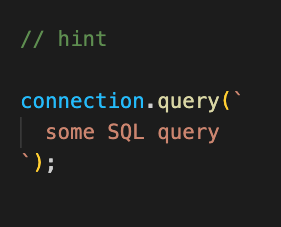 // hint
connection.query(`
some SQL query
`);